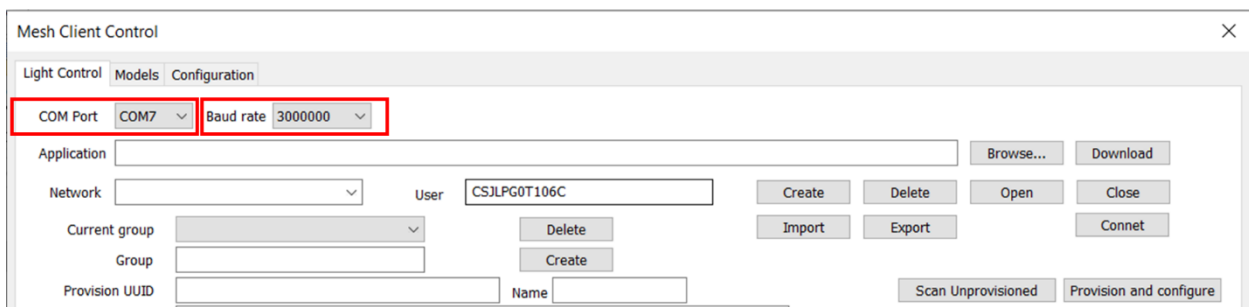 Mesh Client Control
Light Control Models Configuration
COM Port COM7 Baud rate 3000000
Application Browse... Download
Network User CSJLPG0T106C Create Delete Open Close
Current group Delete Import Export Connet
Group Create
Provision UUID Name Scan Unprovisioned Provision and configure